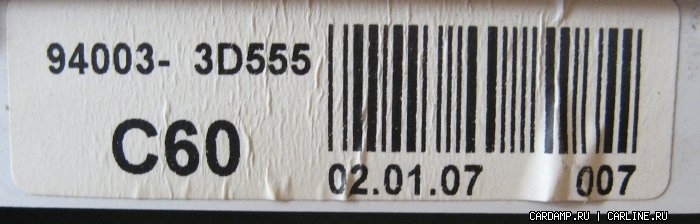 94003- 3D555
C60
02.01.07 007
CARDAMP.RU | CARLINE.RU